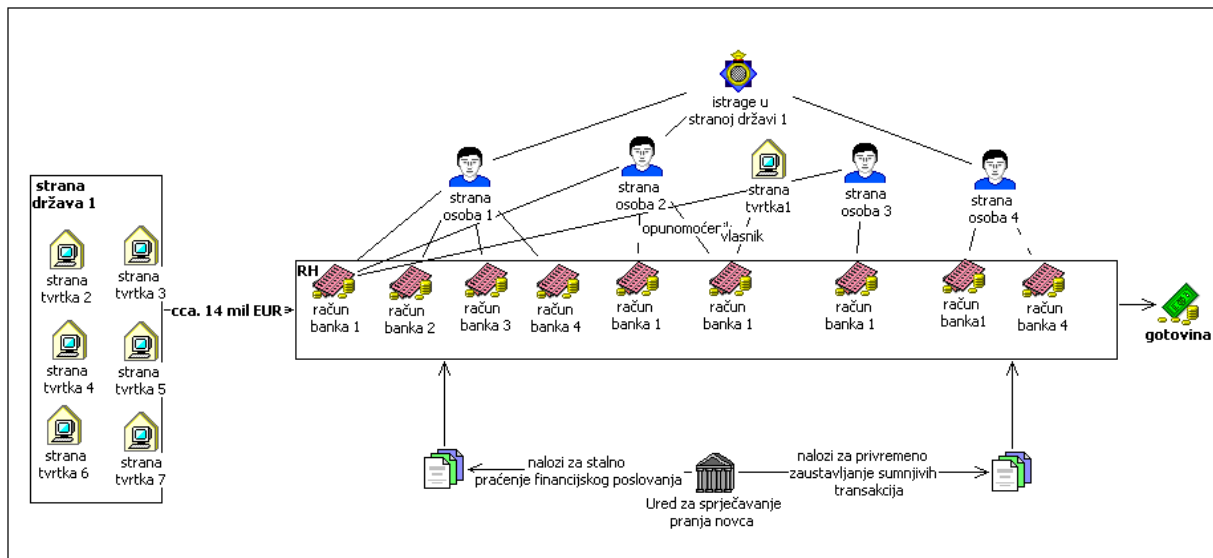 istrage u
stranoj državi 1
strana
osoba 1
strana
osoba 2
strana
tvrtka1
strana
osoba 3
strana
osoba 4
opunomoćenik
vlasnik
strana
država 1
strana
tvrtka 2
strana
tvrtka 3
strana
tvrtka 4
strana
tvrtka 5
strana
tvrtka 6
strana
tvrtka 7
cca. 14 mil EUR
RH
račun
banka 1
račun
banka 2
račun
banka 3
račun
banka 4
račun
banka 1
račun
banka 1
račun
banka 1
račun
banka1
račun
banka 4
gotovina
nalozi za stalno
praćenje financijskog poslovanja
Ured za sprječavanje
pranja novca
nalozi za privremeno
zaustavljanje sumnjivih
transakcija